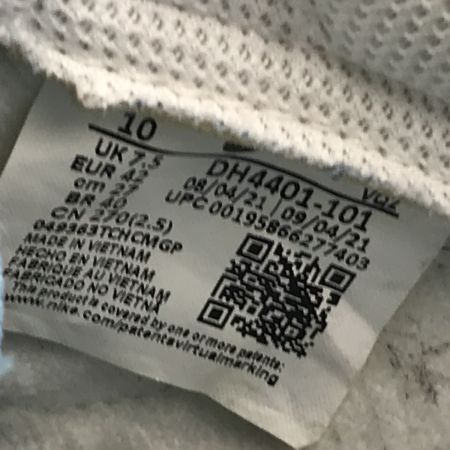 10
UK 7.5
EUR 42
cm 27
BR 40
CN 270(2.5)
DH4401-101
08/04/21 | 09/04/21
UPC 00195866277403
MADE IN VIETNAM
HECHO EN VIETNAM
FABRIQUE AU VIETNAM
FABRICADO NO VIETNA
This product is covered by one or more patents:
www.nike.com/patentsvirtualmarking